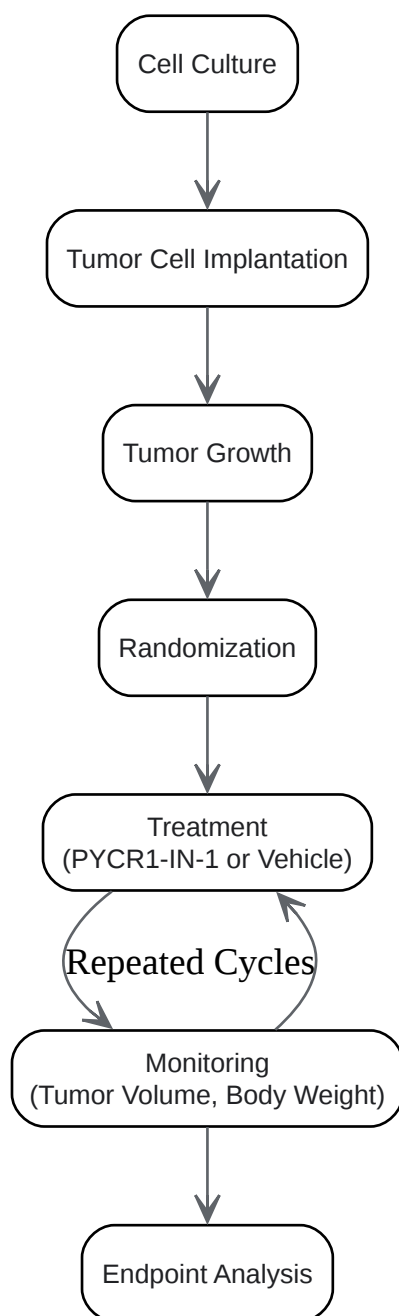 Cell Culture
Tumor Cell Implantation
Tumor Growth
Randomization
Treatment
(PYCR1-IN-1 or Vehicle)
Repeated Cycles
Monitoring
(Tumor Volume, Body Weight)
Endpoint Analysis